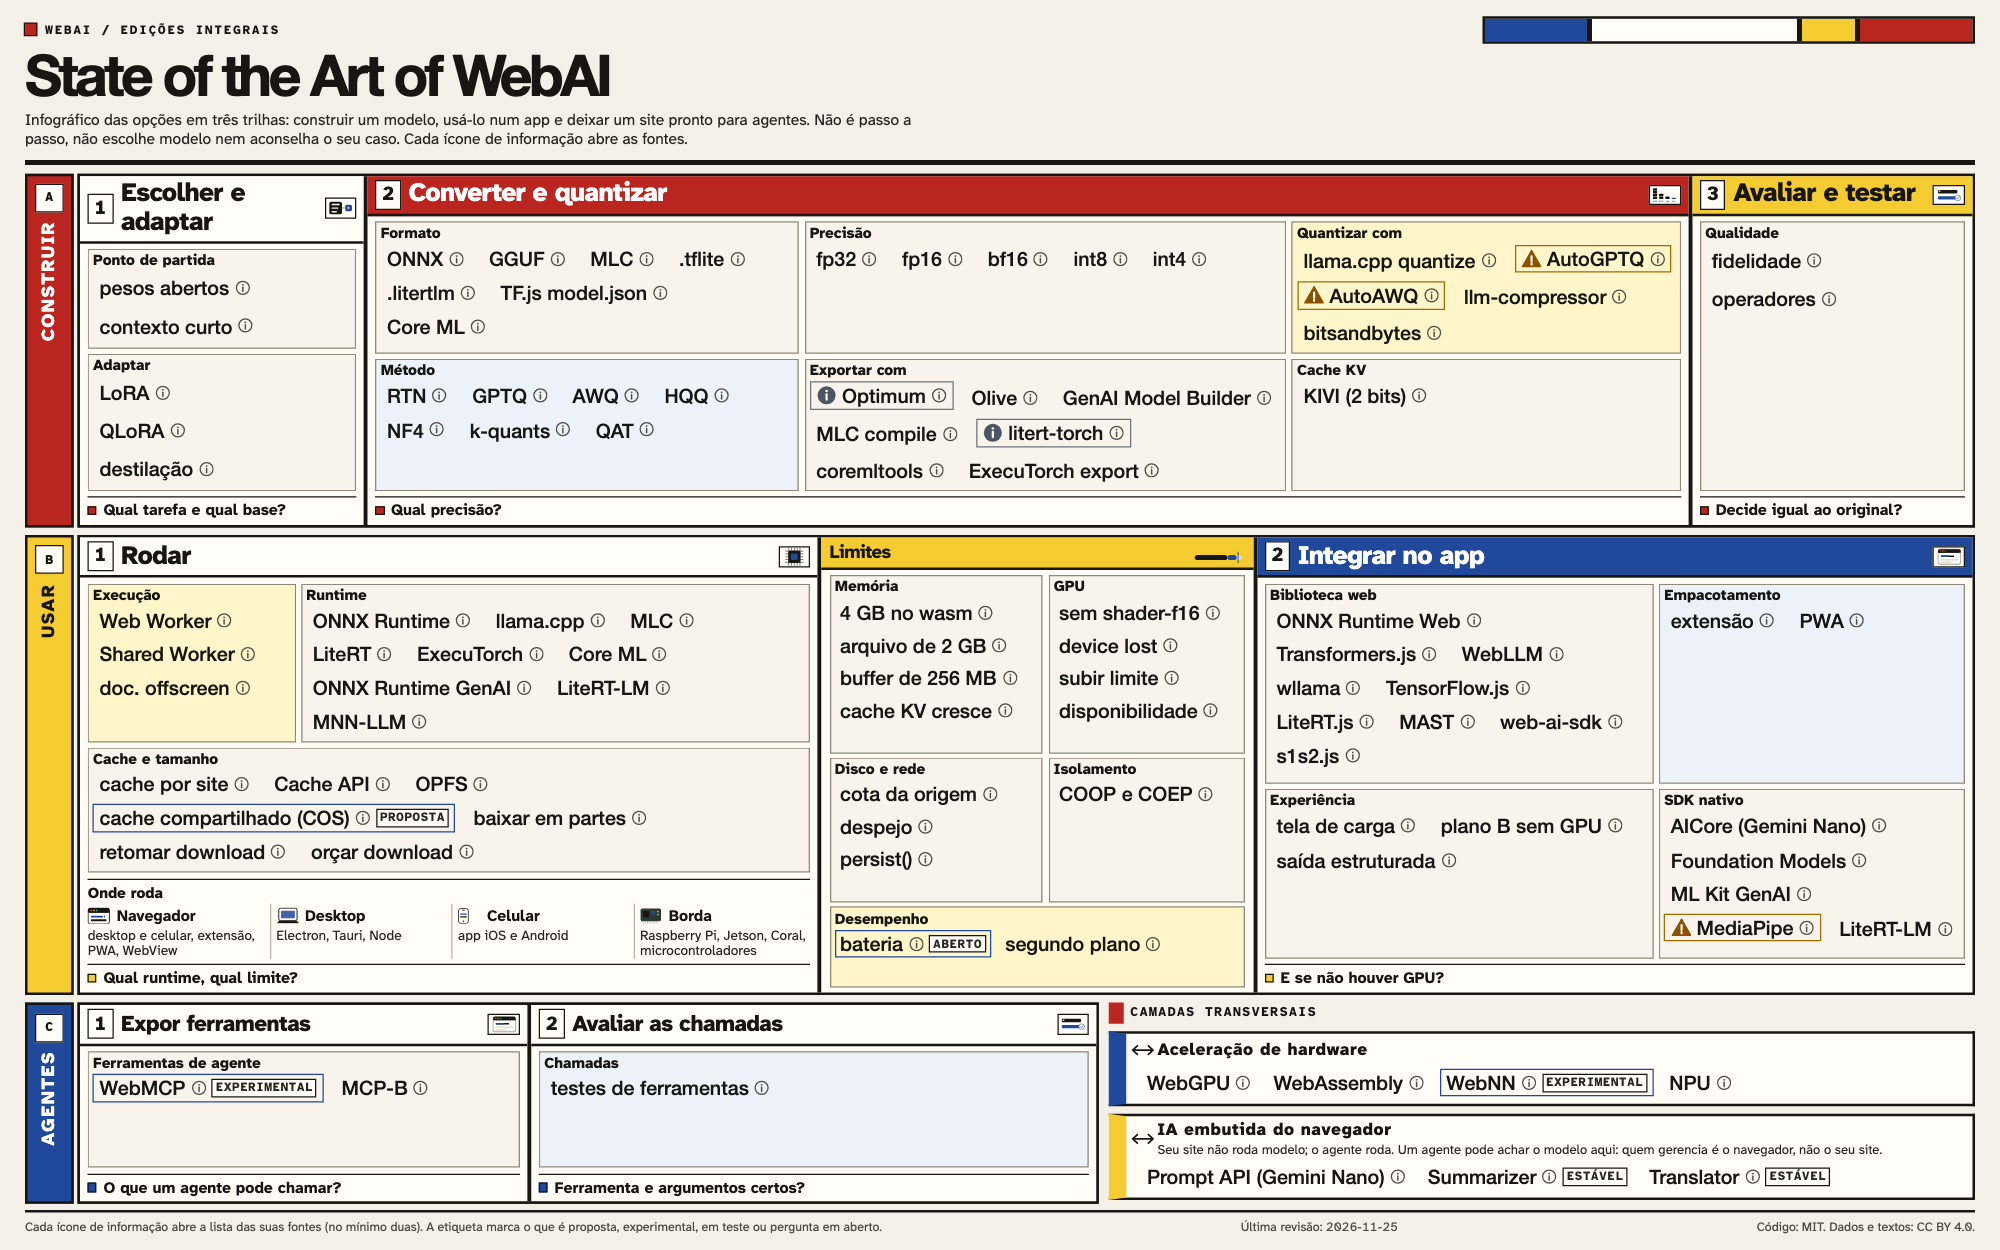 WEBAI / EDIÇÕES INTEGRAIS
State of the Art of WebAI
Infográfico das opções em três trilhas: construir um modelo, usá-lo num app e deixar um site pronto para agentes. Não é passo a
passo, não escolhe modelo nem aconselha o seu caso. Cada ícone de informação abre as fontes.
A
CONSTRUIR
1 Escolher e
adaptar
Ponto de partida
pesos abertos
contexto curto
Adaptar
LoRA
QLoRA
destilação
Qual tarefa e qual base?
2 Converter e quantizar
Formato
ONNX GGUF MLC .tflite
.litertlm TF.js model.json
Core ML
Precisão
fp32 fp16 bf16 int8 int4
Quantizar com
llama.cpp quantize AutoGPTQ
AutoAWQ llm-compressor
bitsandbytes
Método
RTN GPTQ AWQ HQQ
NF4 k-quants QAT
Exportar com
Optimum Olive GenAI Model Builder
MLC compile litert-torch
coremltools ExecuTorch export
Cache KV
KIVI (2 bits)
Qual precisão?
3 Avaliar e testar
Qualidade
fidelidade
operadores
Decide igual ao original?
B
USAR
1 Rodar
Execução
Web Worker
Shared Worker
doc. offscreen
Runtime
ONNX Runtime llama.cpp MLC
LiteRT ExecuTorch Core ML
ONNX Runtime GenAI LiteRT-LM
MNN-LLM
Cache e tamanho
cache por site Cache API OPFS
cache compartilhado (COS) PROPOSTA baixar em partes
retomar download orçar download
Onde roda
Navegador
desktop e celular, extensão,
PWA, WebView
Desktop
Electron, Tauri, Node
Celular
app iOS e Android
Borda
Raspberry Pi, Jetson, Coral,
microcontroladores
Qual runtime, qual limite?
Limites
Memória
4 GB no wasm
arquivo de 2 GB
buffer de 256 MB
cache KV cresce
GPU
sem shader-f16
device lost
subir limite
disponibilidade
Disco e rede
cota da origem
despejo
persist()
Isolamento
COOP e COEP
Desempenho
bateria ABERTO segundo plano
2 Integrar no app
Biblioteca web
ONNX Runtime Web
Transformers.js WebLLM
wllama TensorFlow.js
LiteRT.js MAST web-ai-sdk
s1s2.js
Empacotamento
extensão PWA
Experiência
tela de carga plano B sem GPU
saída estruturada
SDK nativo
AICore (Gemini Nano)
Foundation Models
ML Kit GenAI
MediaPipe LiteRT-LM
E se não houver GPU?
C
AGENTES
1 Expor ferramentas
Ferramentas de agente
WebMCP EXPERIMENTAL MCP-B
O que um agente pode chamar?
2 Avaliar as chamadas
Chamadas
testes de ferramentas
Ferramenta e argumentos certos?
CAMADAS TRANSVERSAIS
Aceleração de hardware
WebGPU WebAssembly WebNN EXPERIMENTAL NPU
IA embutida do navegador
Seu site não roda modelo; o agente roda. Um agente pode achar o modelo aqui: quem gerencia é o navegador, não o seu site.
Prompt API (Gemini Nano) Summarizer ESTÁVEL Translator ESTÁVEL
Cada ícone de informação abre a lista das suas fontes (no mínimo duas). A etiqueta marca o que é proposta, experimental, em teste ou pergunta em aberto.
Última revisão: 2026-11-25
Código: MIT. Dados e textos: CC BY 4.0.